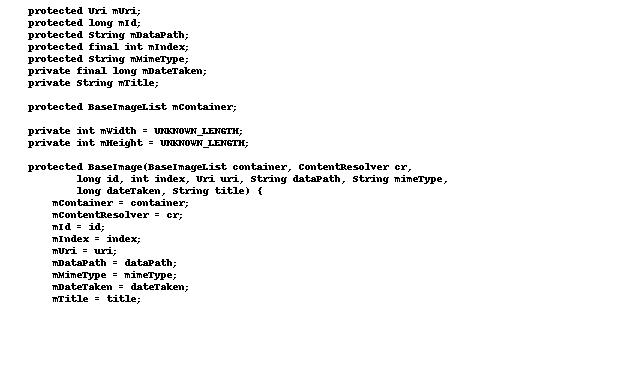 protected Uri mUri;
protected long mId;
protected String mDataPath;
protected final int mIndex;
protected String mMimeType;
private final long mDateTaken;
private String mTitle;
protected BaseImageList mContainer;
private int mWidth = UNKNOWN_LENGTH;
private int mHeight = UNKNOWN_LENGTH;
protected BaseImage(BaseImageList container, ContentResolver cr,
long id, int index, Uri uri, String dataPath, String mimeType,
long dateTaken, String title) {
mContainer = container;
mContentResolver = cr;
mId = id;
mIndex = index;
mUri = uri;
mDataPath = dataPath;
mMimeType = mimeType;
mDateTaken = dateTaken;
mTitle = title;